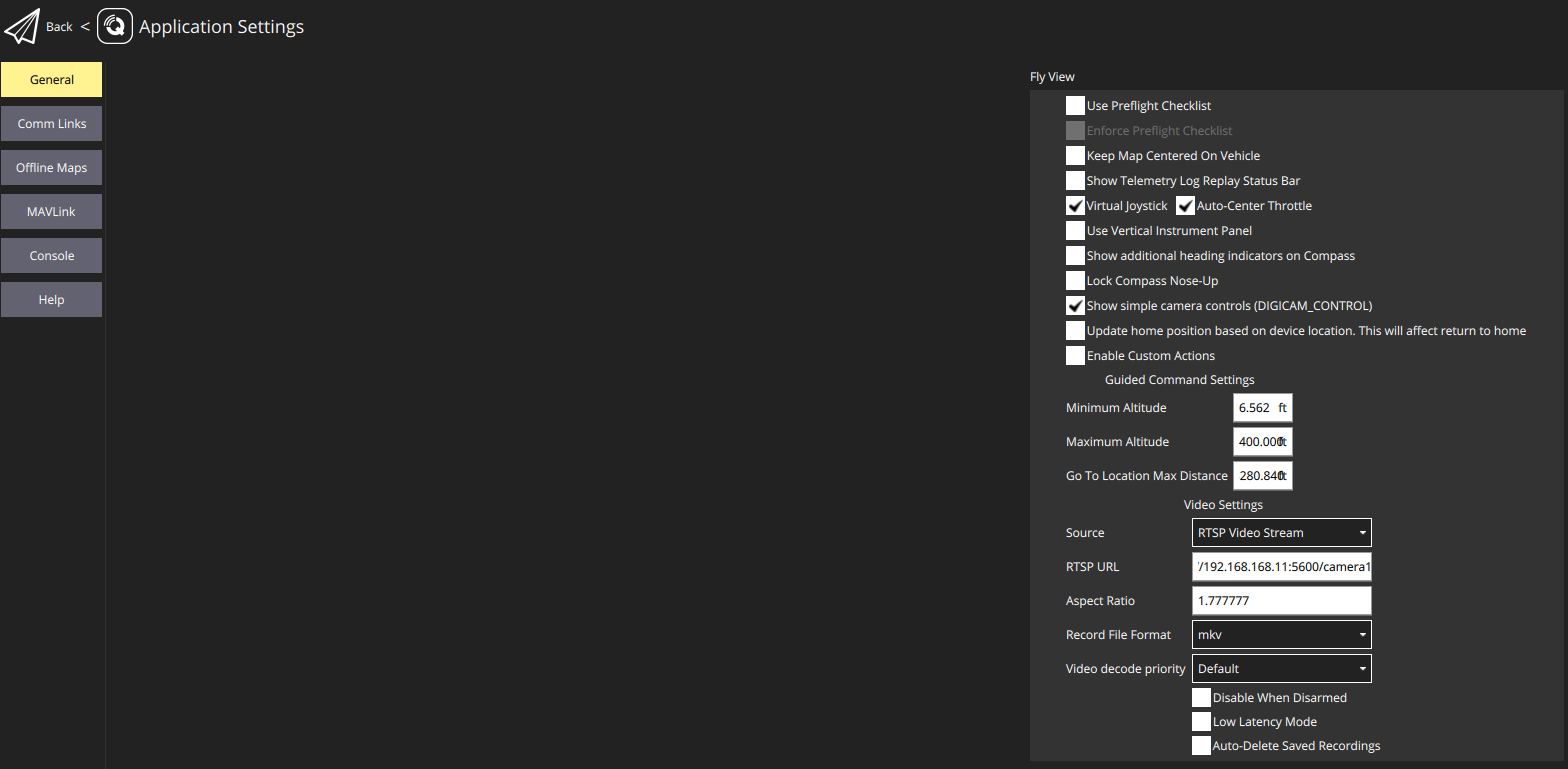 Back < Application Settings
General
Comm Links
Offline Maps
MAVLink
Console
Help
Fly View
Use Preflight Checklist
Enforce Preflight Checklist
Keep Map Centered On Vehicle
Show Telemetry Log Replay Status Bar
Virtual Joystick Auto-Center Throttle
Use Vertical Instrument Panel
Show additional heading indicators on Compass
Lock Compass Nose-Up
Show simple camera controls (DIGICAM_CONTROL)
Update home position based on device location. This will affect return to home
Enable Custom Actions
Guided Command Settings
Minimum Altitude 6.562 ft
Maximum Altitude 400.000 ft
Go To Location Max Distance 280.840 ft
Video Settings
Source RTSP Video Stream
RTSP URL /192.168.168.11:5600/camera1
Aspect Ratio 1.777777
Record File Format mkv
Video decode priority Default
Disable When Disarmed
Low Latency Mode
Auto-Delete Saved Recordings